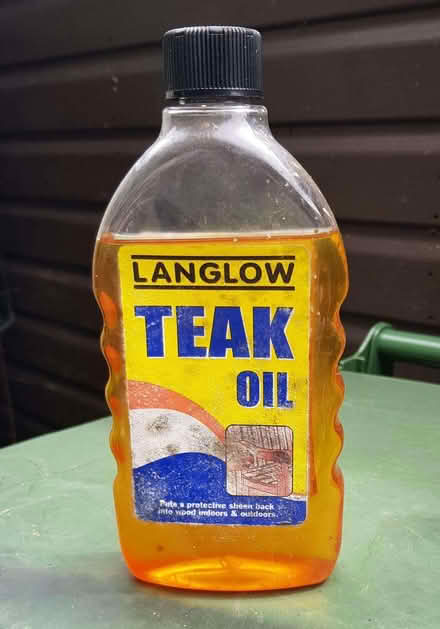 LANGLOW
TEAK
OIL
Puts a protective sheen back
into wood indoors & outdoors.